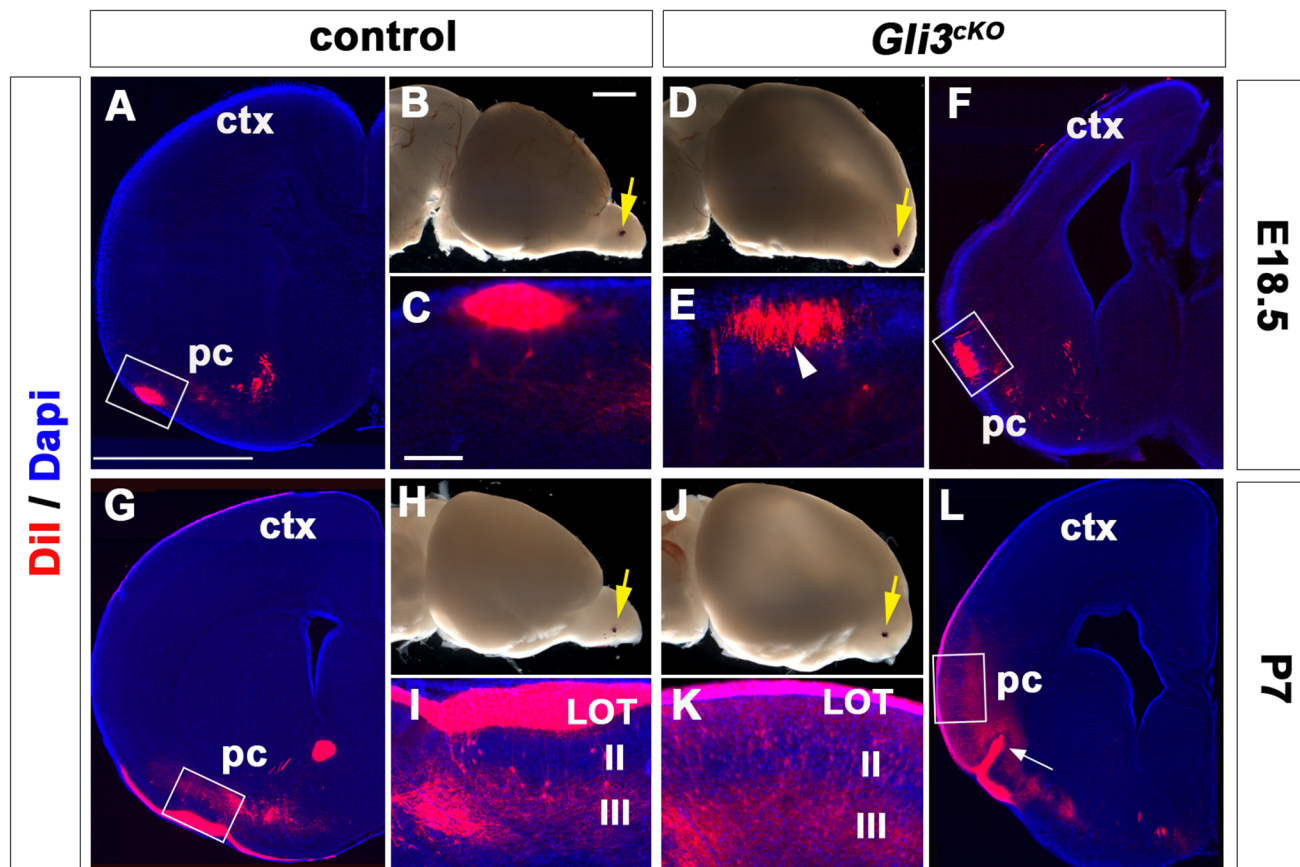 control
Gli3cKO
DiI / Dapi
A
ctx
pc
B
C
D
E
F
ctx
pc
E18.5
G
ctx
pc
H
I
LOT
II
III
J
K
LOT
II
III
L
ctx
pc
P7